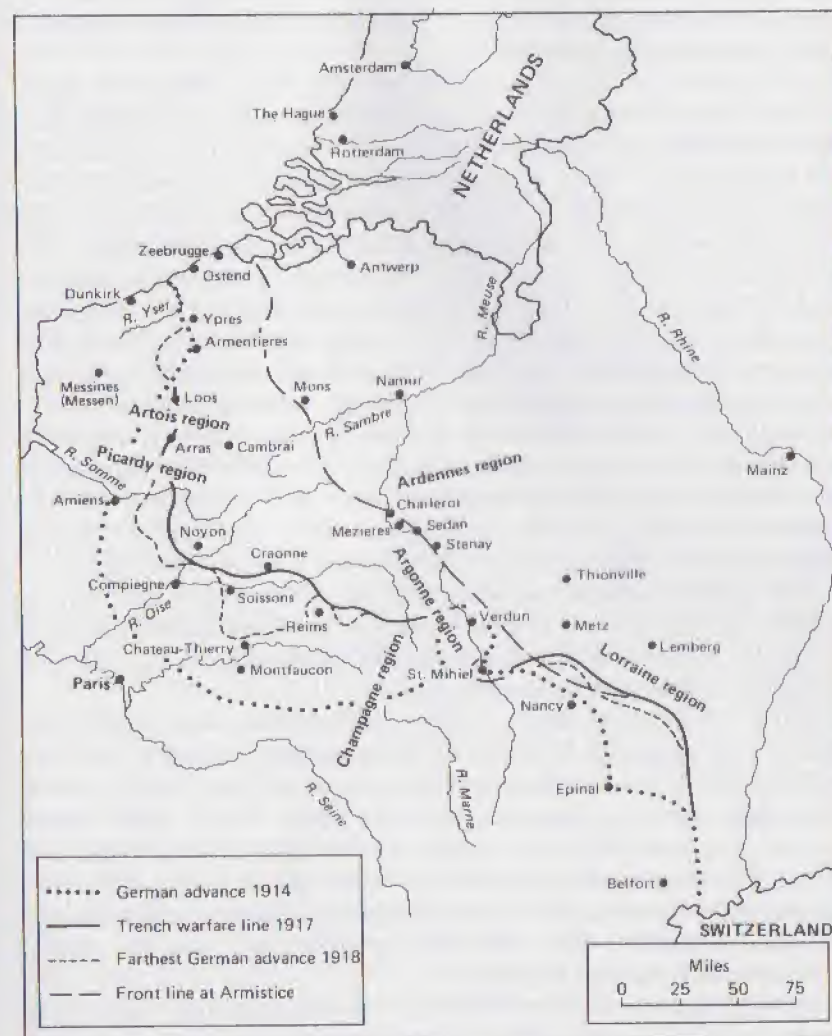 Amsterdam
The Hague
Rotterdam
NETHERLANDS
Zeebrugge
Ostend
Antwerp
Dunkirk
R. Yser
Ypres
R. Meuse
R. Rhine
Armentieres
Messines
(Messen)
Loos
Mons
Namur
Artois region
R. Sambre
Arras
Cambrai
Picardy region
R. Somme
Ardennes region
Mainz
Amiens
Charleroi
Mezieres
Sedan
Stenay
Noyon
Craonne
Argonne region
Thionville
Compiegne
Soissons
R. Oise
Reims
Verdun
Metz
Chateau-Thierry
Lemberg
Lorraine region
Montfaucon
St. Mihiel
Paris
Champagne region
Nancy
R. Marne
R. Seine
Epinal
Belfort
SWITZERLAND
German advance 1914
Trench warfare line 1917
Farthest German advance 1918
Front line at Armistice
Miles
0 25 50 75